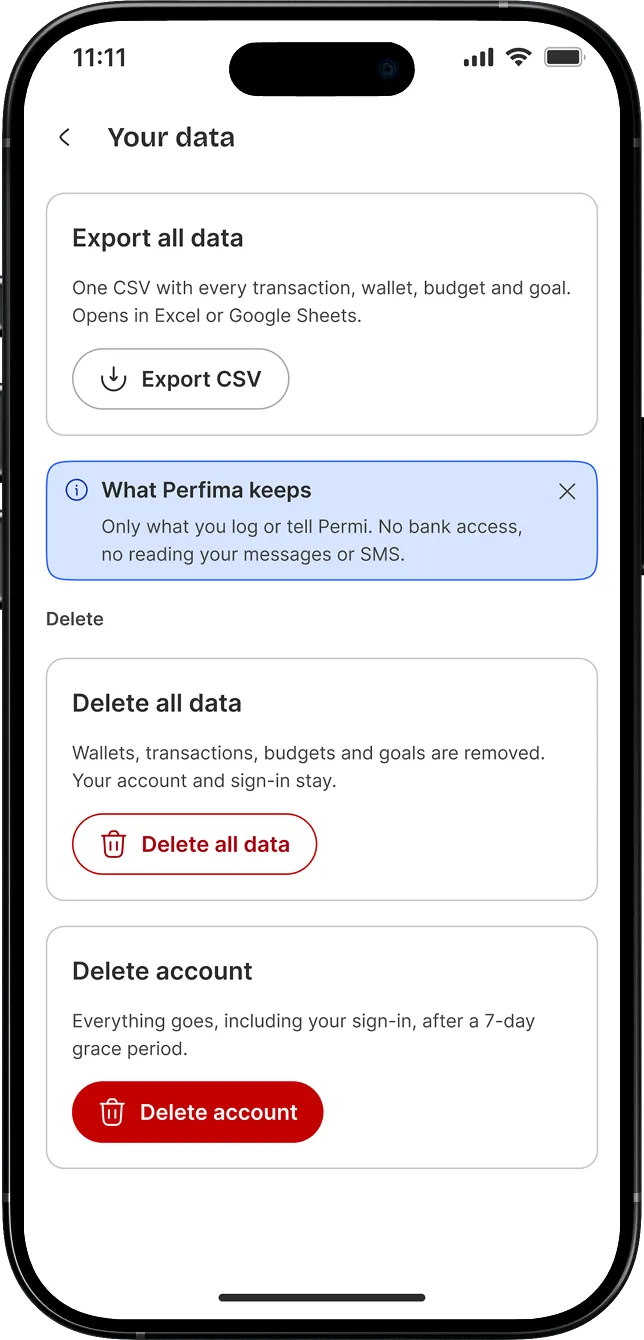 11:11
Your data
Export all data
One CSV with every transaction, wallet, budget and goal.
Opens in Excel or Google Sheets.
Export CSV
What Perfima keeps
Only what you log or tell Permi. No bank access,
no reading your messages or SMS.
Delete
Delete all data
Wallets, transactions, budgets and goals are removed.
Your account and sign-in stay.
Delete all data
Delete account
Everything goes, including your sign-in, after a 7-day
grace period.
Delete account